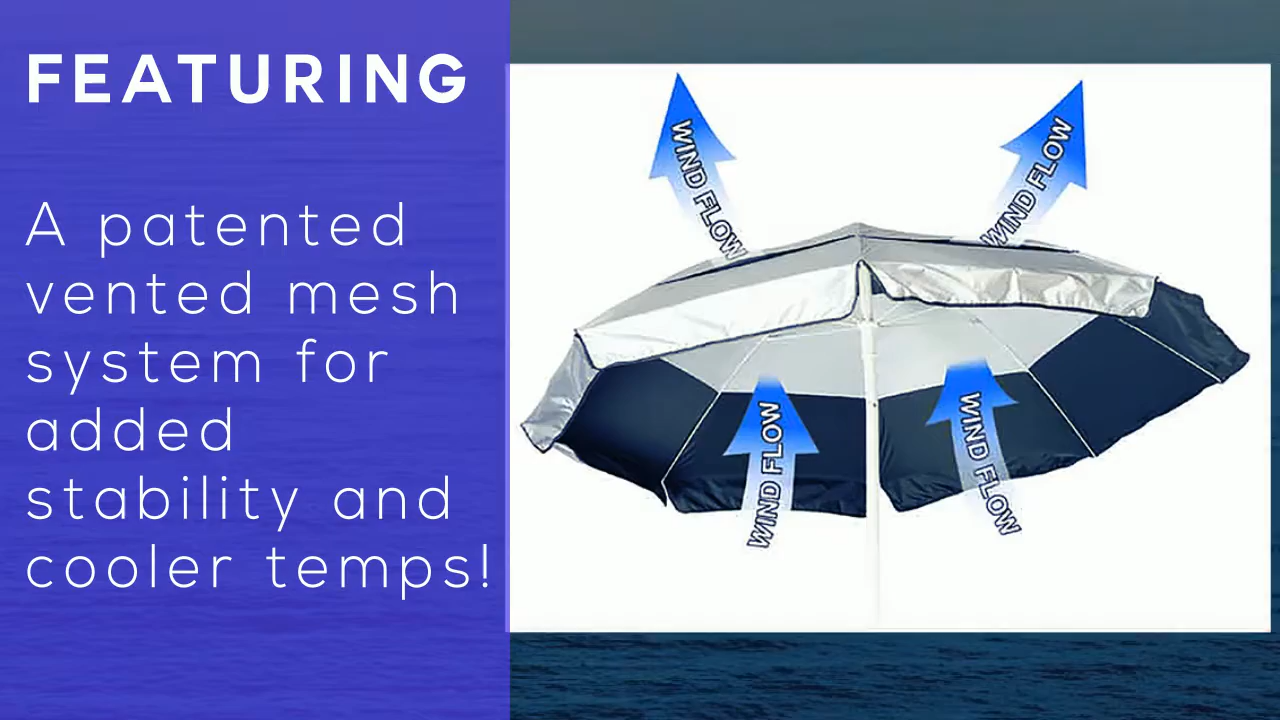 FEATURING
A patented
vented mesh
system for
added
stability and
cooler temps!
WIND FLOW
WIND FLOW
WIND FLOW
WIND FLOW